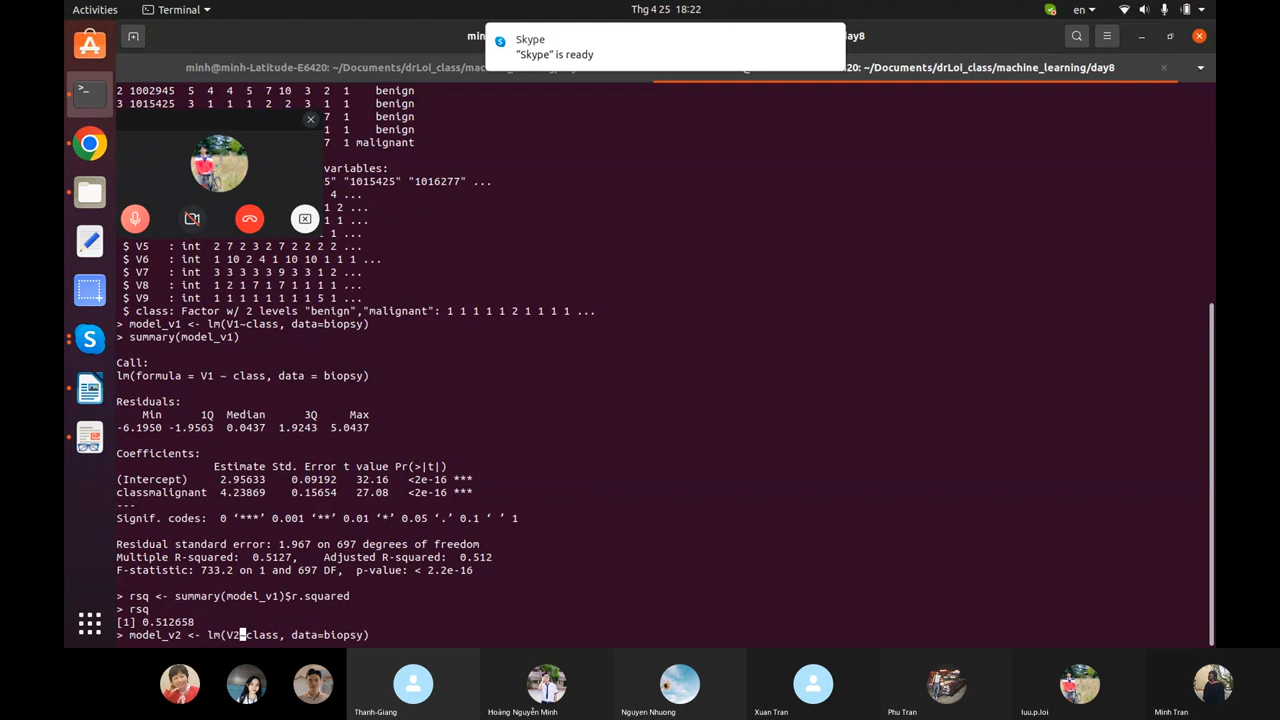 Activities
Terminal
Thg 4 25 18:22
en
Skype
“Skype” is ready
minh@minh-Latitude-E6420: ~/Documents/drLoi_class/machine_learning/day
20: ~/Documents/drLoi_class/machine_learning/day8
2 1002945 5 4 4 5 7 10 3 2 1 benign
3 1015425 3 1 1 1 2 2 3 1 1 benign
7 1 benign
1 1 benign
7 1 malignant
variables:
5" "1015425" "1016277" ...
4 ...
1 2 ...
1 1 ...
1 ...
$ V5 : int 2 7 2 3 2 7 2 2 2 2 ...
$ V6 : int 1 10 2 4 1 10 10 1 1 1 ...
$ V7 : int 3 3 3 3 3 9 3 3 1 2 ...
$ V8 : int 1 2 1 7 1 7 1 1 1 1 ...
$ V9 : int 1 1 1 1 1 1 1 1 5 1 ...
$ class: Factor w/ 2 levels "benign","malignant": 1 1 1 1 1 2 1 1 1 1 ...
> model_v1 <- lm(V1~class, data=biopsy)
> summary(model_v1)
Call:
lm(formula = V1 ~ class, data = biopsy)
Residuals:
Min 1Q Median 3Q Max
-6.1950 -1.9563 0.0437 1.9243 5.0437
Coefficients:
Estimate Std. Error t value Pr(>|t|)
(Intercept) 2.95633 0.09192 32.16 <2e-16 ***
classmalignant 4.23869 0.15654 27.08 <2e-16 ***
---
Signif. codes: 0 ‘***’ 0.001 ‘**’ 0.01 ‘*’ 0.05 ‘.’ 0.1 ‘ ’ 1
Residual standard error: 1.967 on 697 degrees of freedom
Multiple R-squared: 0.5127, Adjusted R-squared: 0.512
F-statistic: 733.2 on 1 and 697 DF, p-value: < 2.2e-16
> rsq <- summary(model_v1)$r.squared
> rsq
[1] 0.512658
> model_v2 <- lm(V2~class, data=biopsy)
Thanh-Giang
Hoàng Nguyễn Minh
Nguyen Nhuong
Xuan Tran
Phu Tran
luu.p.loi
Minh Tran